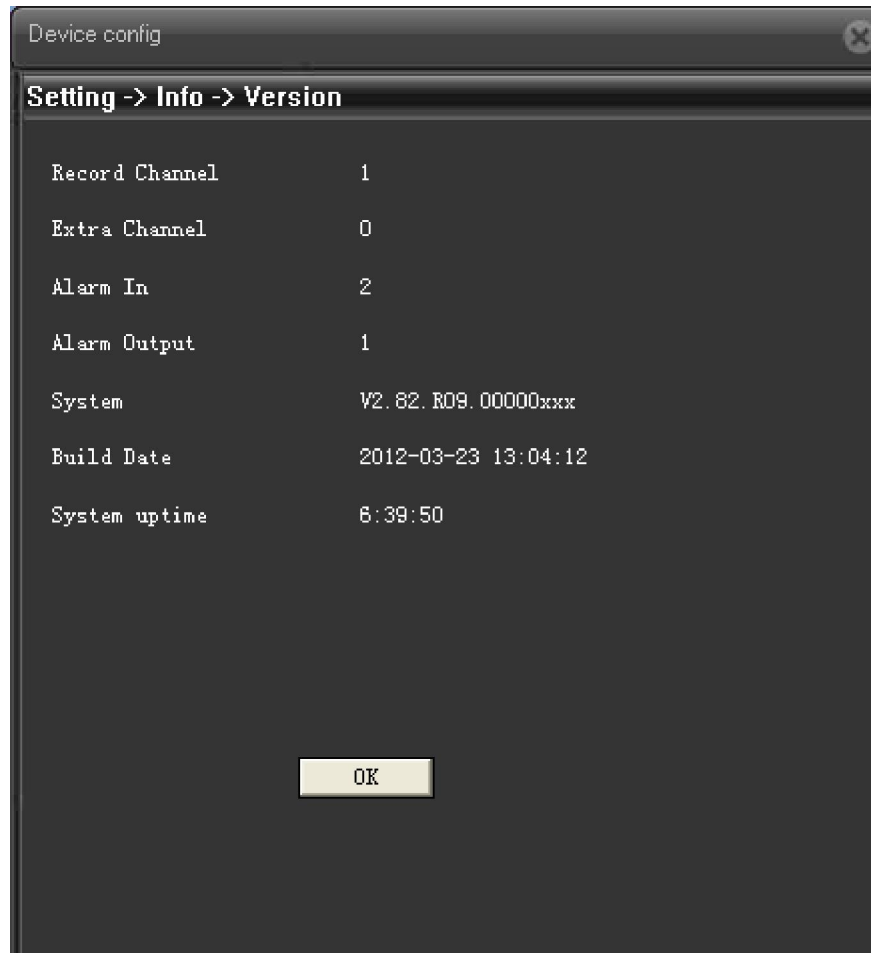 Device config
Setting -> Info -> Version
Record Channel 1
Extra Channel 0
Alarm In 2
Alarm Output 1
System V2.82.R09.00000xxx
Build Date 2012-03-23 13:04:12
System uptime 6:39:50
OK